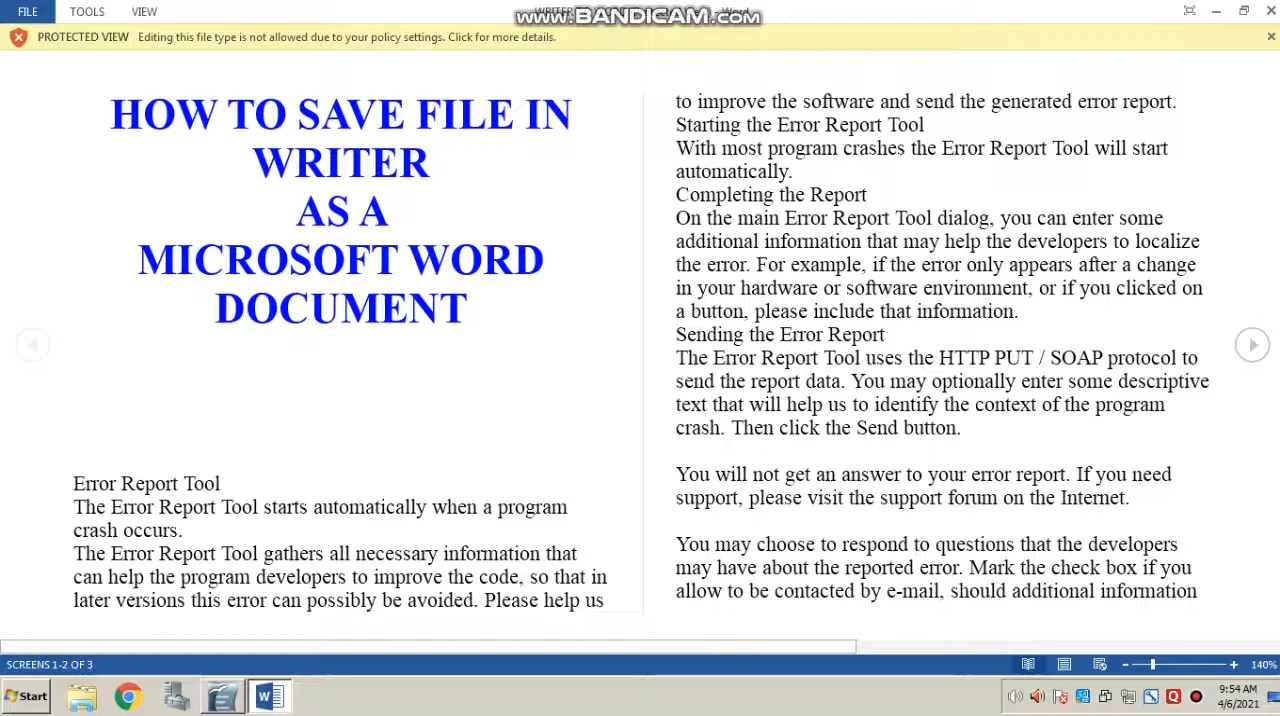 FILE TOOLS VIEW
www.BANDICAM.com
PROTECTED VIEW Editing this file type is not allowed due to your policy settings. Click for more details.
HOW TO SAVE FILE IN
WRITER
AS A
MICROSOFT WORD
DOCUMENT
Error Report Tool
The Error Report Tool starts automatically when a program
crash occurs.
The Error Report Tool gathers all necessary information that
can help the program developers to improve the code, so that in
later versions this error can possibly be avoided. Please help us
to improve the software and send the generated error report.
Starting the Error Report Tool
With most program crashes the Error Report Tool will start
automatically.
Completing the Report
On the main Error Report Tool dialog, you can enter some
additional information that may help the developers to localize
the error. For example, if the error only appears after a change
in your hardware or software environment, or if you clicked on
a button, please include that information.
Sending the Error Report
The Error Report Tool uses the HTTP PUT / SOAP protocol to
send the report data. You may optionally enter some descriptive
text that will help us to identify the context of the program
crash. Then click the Send button.
You will not get an answer to your error report. If you need
support, please visit the support forum on the Internet.
You may choose to respond to questions that the developers
may have about the reported error. Mark the check box if you
allow to be contacted by e-mail, should additional information
SCREENS 1-2 OF 3
140%
Start
9:54 AM
4/6/2021